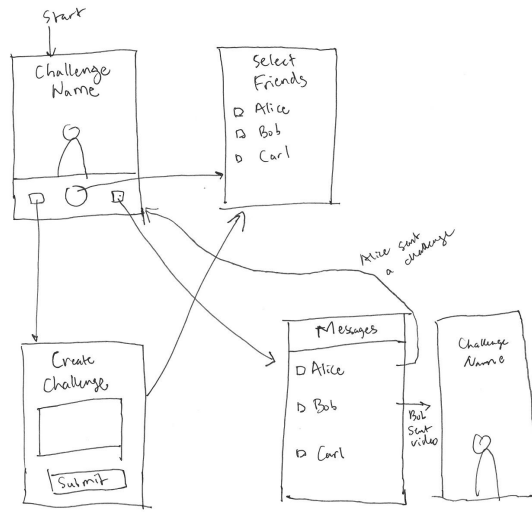 Start
Challenge
Name
Select
Friends
Alice
Bob
Carl
Alice sent
a challenge
Create
Challenge
Submit
Messages
Alice
Bob
Carl
Bob
sent
video
Challenge
Name